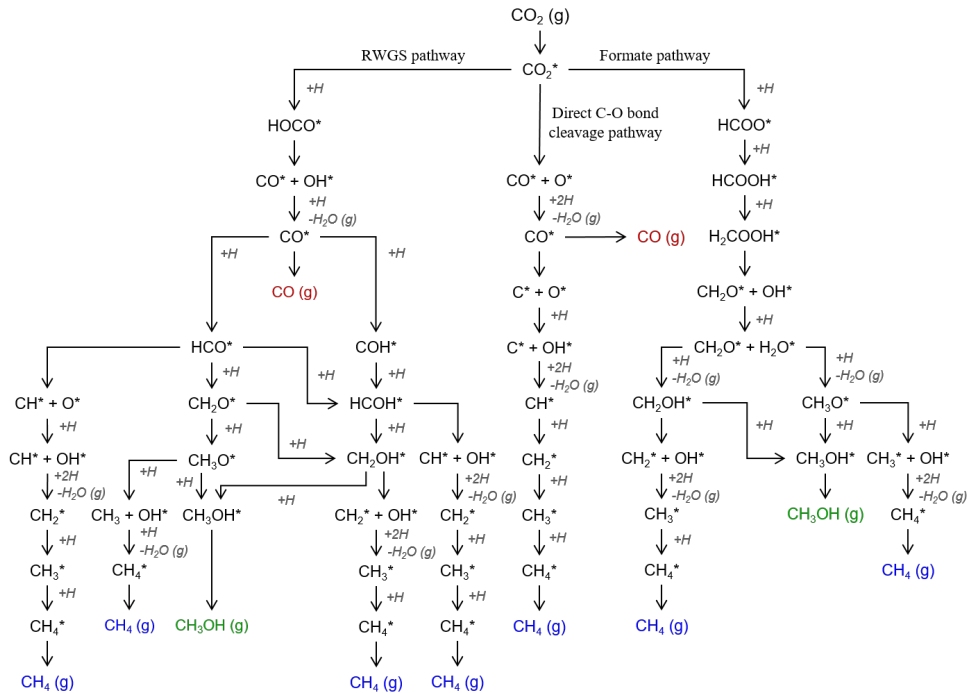 CO₂ (g)
RWGS pathway
CO₂*
Formate pathway
+H
+H
Direct C-O bond
cleavage pathway
HOCO*
HCOO*
+H
CO* + OH*
CO* + O*
HCOOH*
+H
-H₂O (g)
+2H
-H₂O (g)
+H
CO*
CO*
CO (g)
H₂COOH*
+H
+H
CO (g)
C* + O*
CH₂O* + OH*
+H
+H
HCO*
COH*
C* + OH*
CH₂O* + H₂O*
+H
+H
+H
+2H
-H₂O (g)
+H
-H₂O (g)
+H
-H₂O (g)
CH* + O*
CH₂O*
HCOH*
CH*
CH₂OH*
CH₃O*
+H
+H
+H
+H
+H
+H
+H
CH* + OH*
CH₃O*
CH₂OH*
CH* + OH*
CH₂*
CH₂* + OH*
CH₃OH*
CH₃* + OH*
+2H
-H₂O (g)
+H
+H
+H
+2H
-H₂O (g)
+H
+2H
-H₂O (g)
+2H
-H₂O (g)
CH₂*
CH₃ + OH*
CH₃OH*
CH₂* + OH*
CH₂*
CH₃*
CH₃*
CH₃OH (g)
CH₄*
+H
+H
-H₂O (g)
+2H
-H₂O (g)
+H
+H
+H
CH₃*
CH₄*
CH₃*
CH₃*
CH₄*
CH₄*
CH₄ (g)
+H
+H
+H
CH₄*
CH₄ (g)
CH₃OH (g)
CH₄*
CH₄*
CH₄ (g)
CH₄ (g)
CH₄ (g)
CH₄ (g)
CH₄ (g)